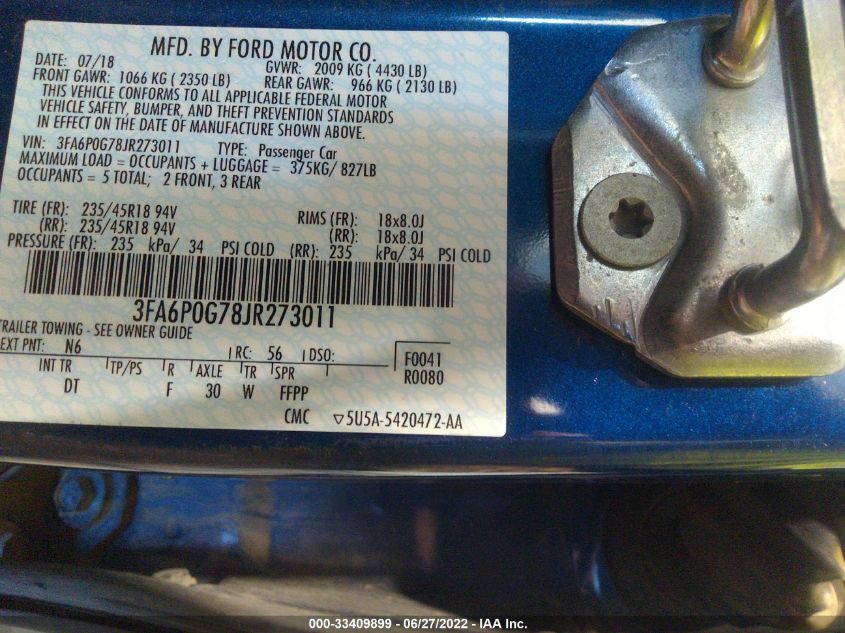 MFD. BY FORD MOTOR CO.
DATE: 07/18 GVWR: 2009 KG ( 4430 LB)
FRONT GAWR: 1066 KG ( 2350 LB) REAR GAWR: 966 KG ( 2130 LB)
THIS VEHICLE CONFORMS TO ALL APPLICABLE FEDERAL MOTOR
VEHICLE SAFETY, BUMPER, AND THEFT PREVENTION STANDARDS
IN EFFECT ON THE DATE OF MANUFACTURE SHOWN ABOVE.
VIN: 3FA6P0G78JR273011 TYPE: Passenger Car
MAXIMUM LOAD = OCCUPANTS + LUGGAGE = 375KG/ 827LB
OCCUPANTS = 5 TOTAL; 2 FRONT, 3 REAR
TIRE (FR): 235/45R18 94V RIMS (FR): 18x8.0J
(RR): 235/45R18 94V (RR): 18x8.0J
PRESSURE (FR): 235 kPa/ 34 PSI COLD (RR): 235 kPa/ 34 PSI COLD
3FA6P0G78JR273011
TRAILER TOWING - SEE OWNER GUIDE
EXT PNT: N6 RC: 56 DSO: F0041
INT TR TP/PS R AXLE TR SPR R0080
DT F 30 W FFPP
CMC ▽5U5A-5420472-AA
000-33409899 - 06/27/2022 - IAA Inc.